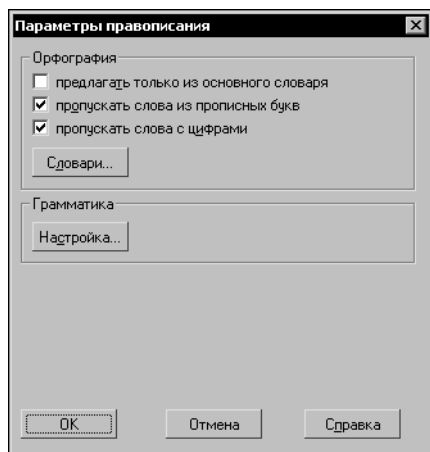 Параметры правописания
Орфография
предлагать только из основного словаря
пропускать слова из прописных букв
пропускать слова с цифрами
Словари...
Грамматика
Настройка...
OK
Отмена
Справка